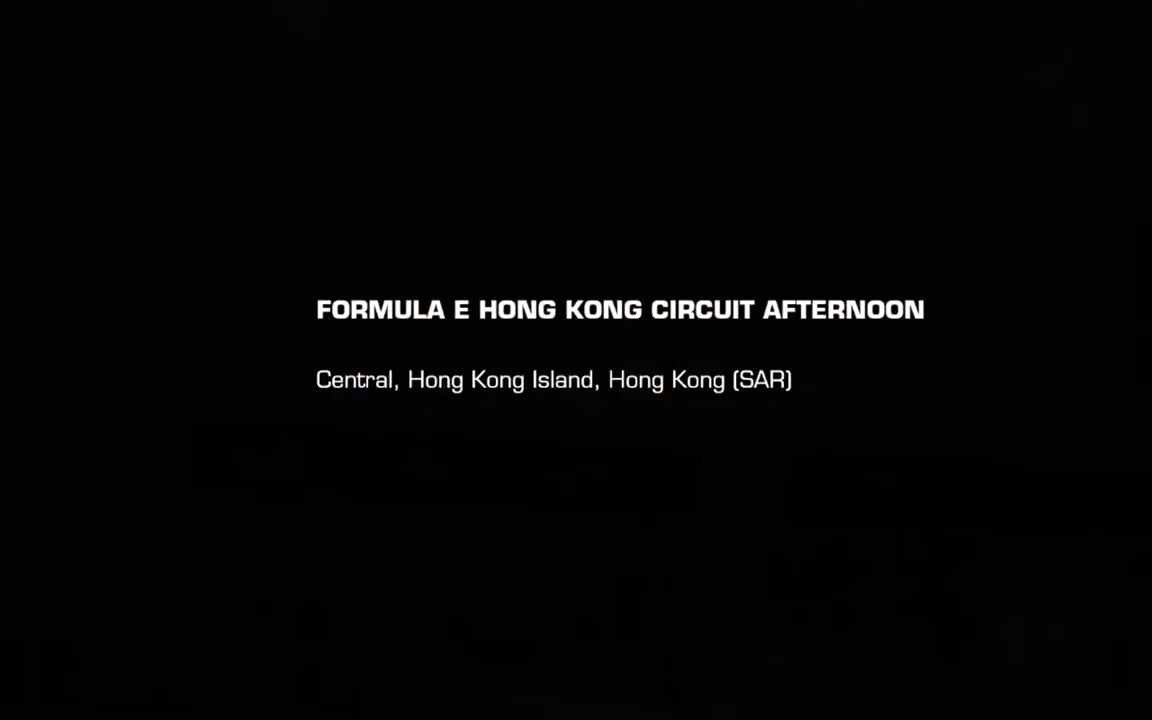 FORMULA E HONG KONG CIRCUIT AFTERNOON
Central, Hong Kong Island, Hong Kong (SAR)